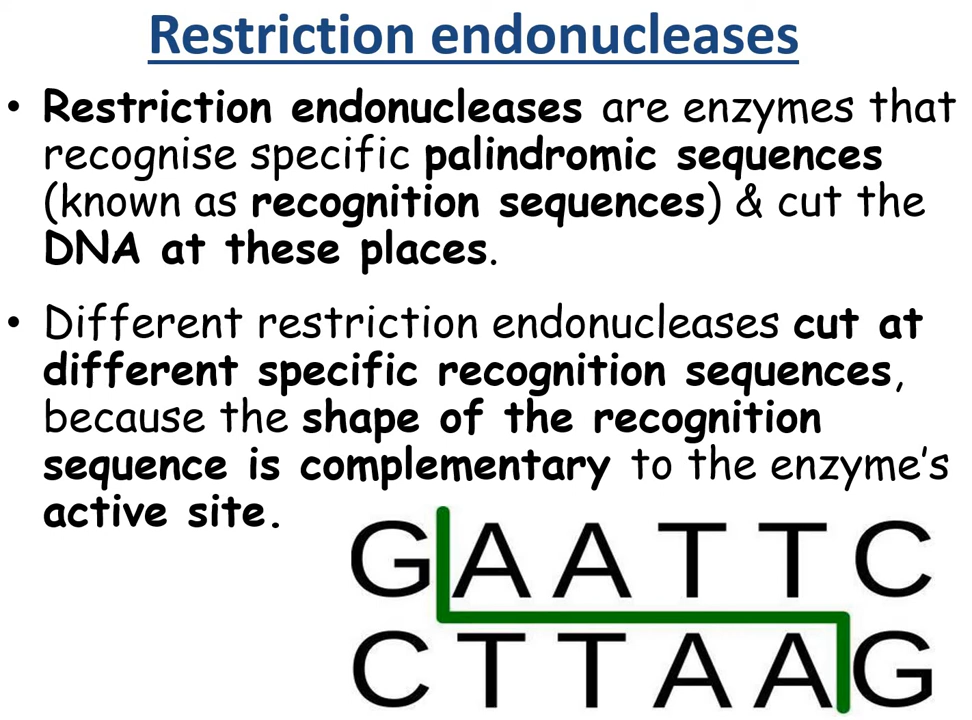 Restriction endonucleases
• Restriction endonucleases are enzymes that
recognise specific palindromic sequences
(known as recognition sequences) & cut the
DNA at these places.
• Different restriction endonucleases cut at
different specific recognition sequences,
because the shape of the recognition
sequence is complementary to the enzyme’s
active site.
GAATTC
CTTAAG